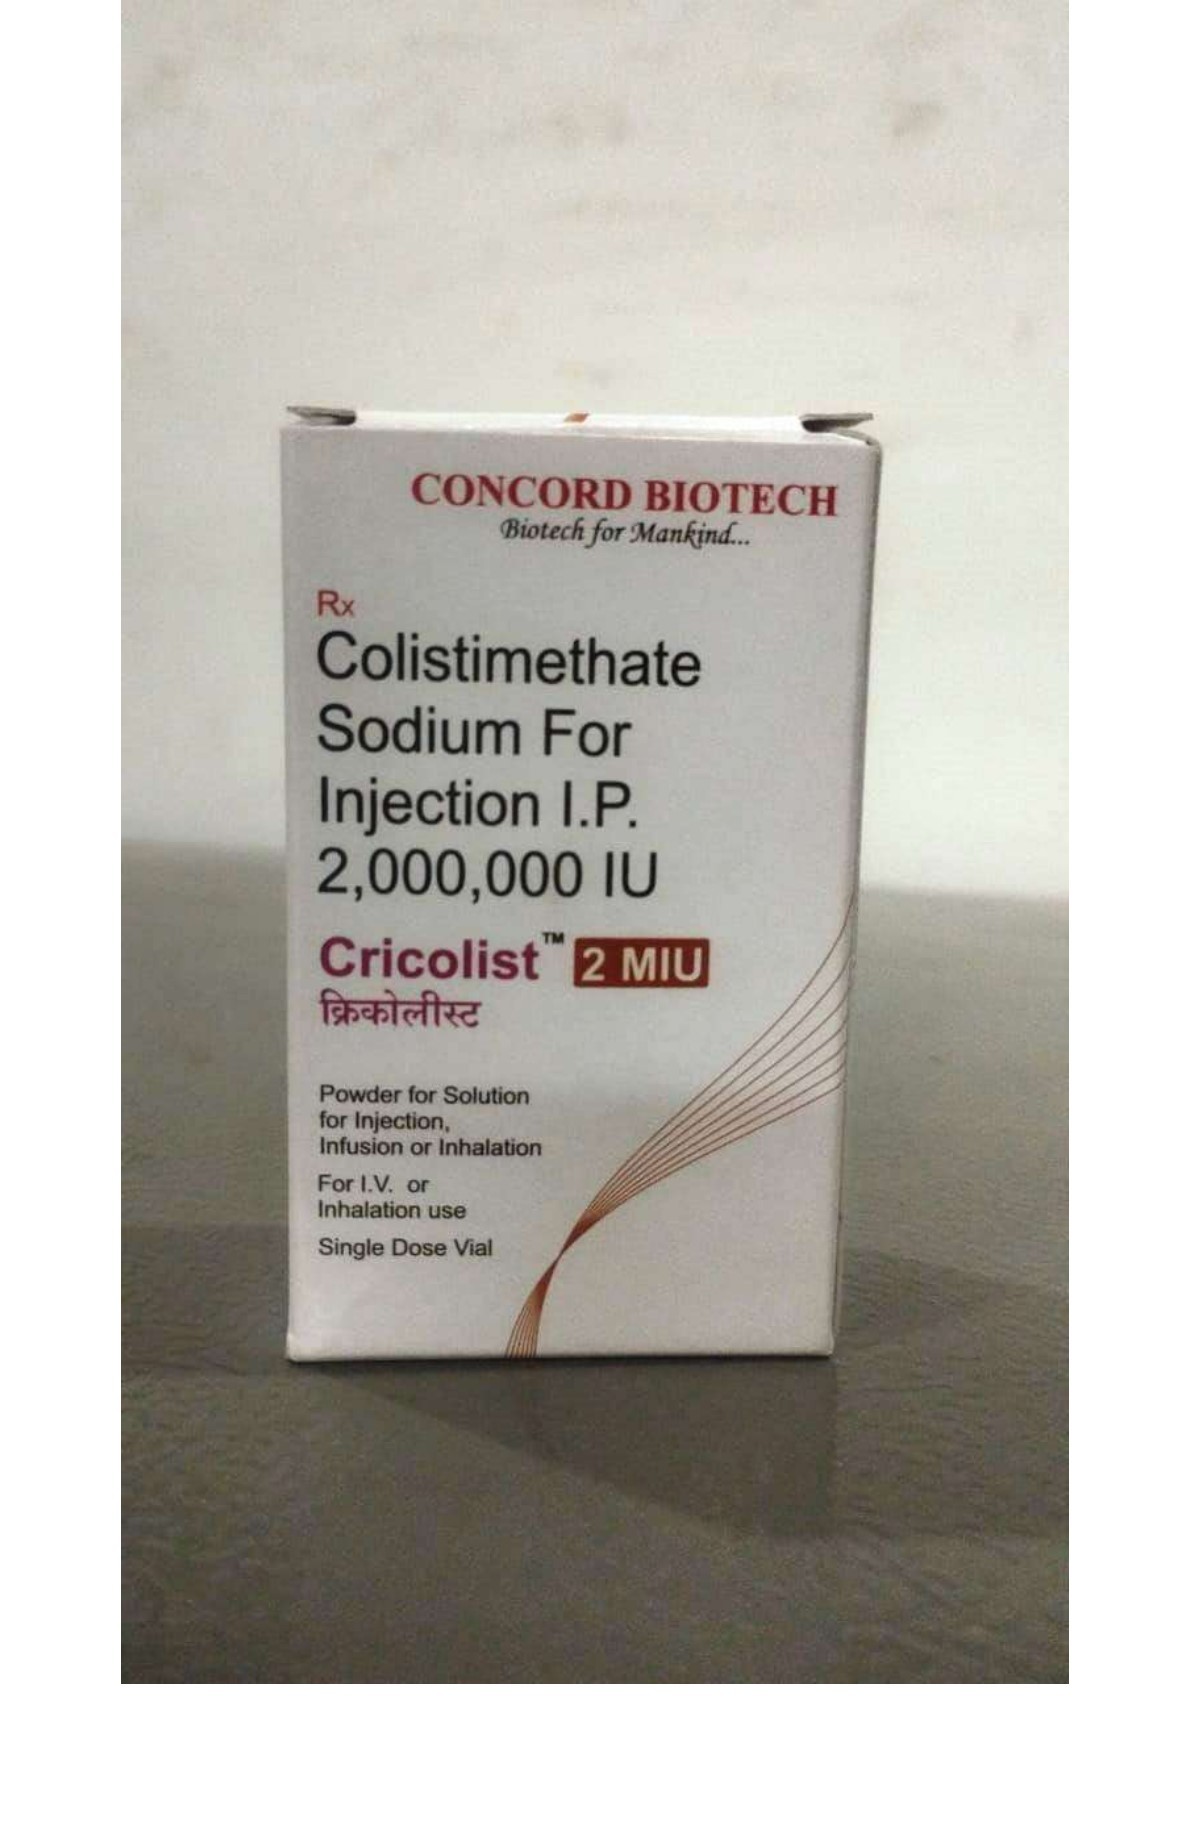 CONCORD BIOTECH
Biotech for Mankind...
Rx
Colistimethate
Sodium For
Injection I.P.
2,000,000 IU
Cricolist™ 2 MIU
क्रिकोलीस्ट
Powder for Solution
for Injection,
Infusion or Inhalation
For I.V. or
Inhalation use
Single Dose Vial